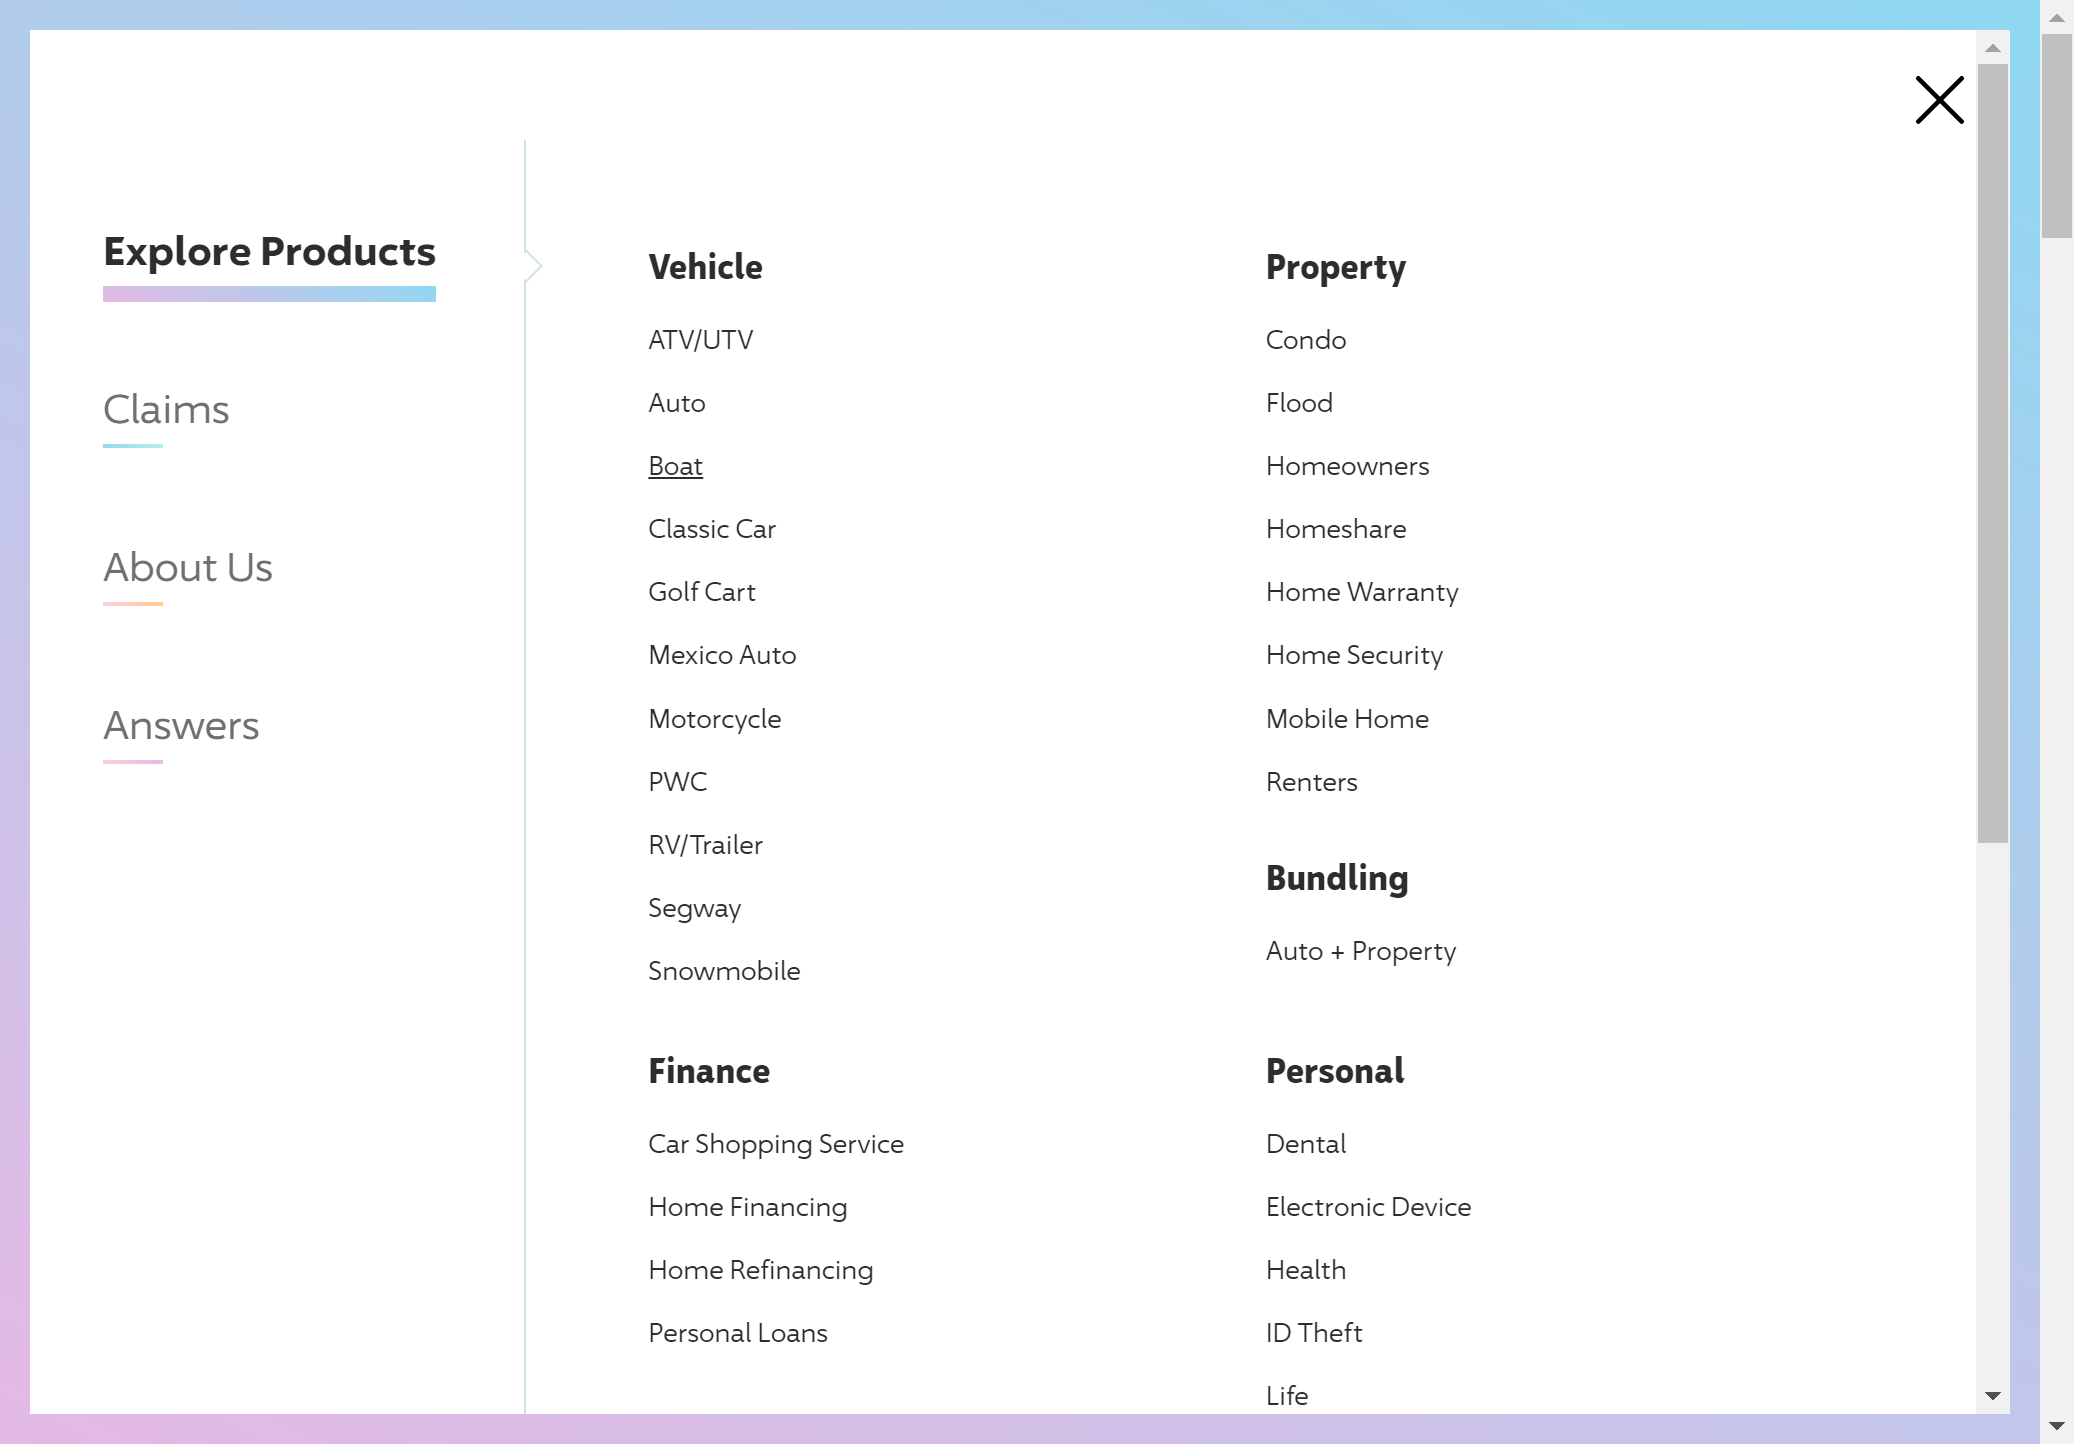 Explore Products
Claims
About Us
Answers
Vehicle
ATV/UTV
Auto
Boat
Classic Car
Golf Cart
Mexico Auto
Motorcycle
PWC
RV/Trailer
Segway
Snowmobile
Finance
Car Shopping Service
Home Financing
Home Refinancing
Personal Loans
Property
Condo
Flood
Homeowners
Homeshare
Home Warranty
Home Security
Mobile Home
Renters
Bundling
Auto + Property
Personal
Dental
Electronic Device
Health
ID Theft
Life